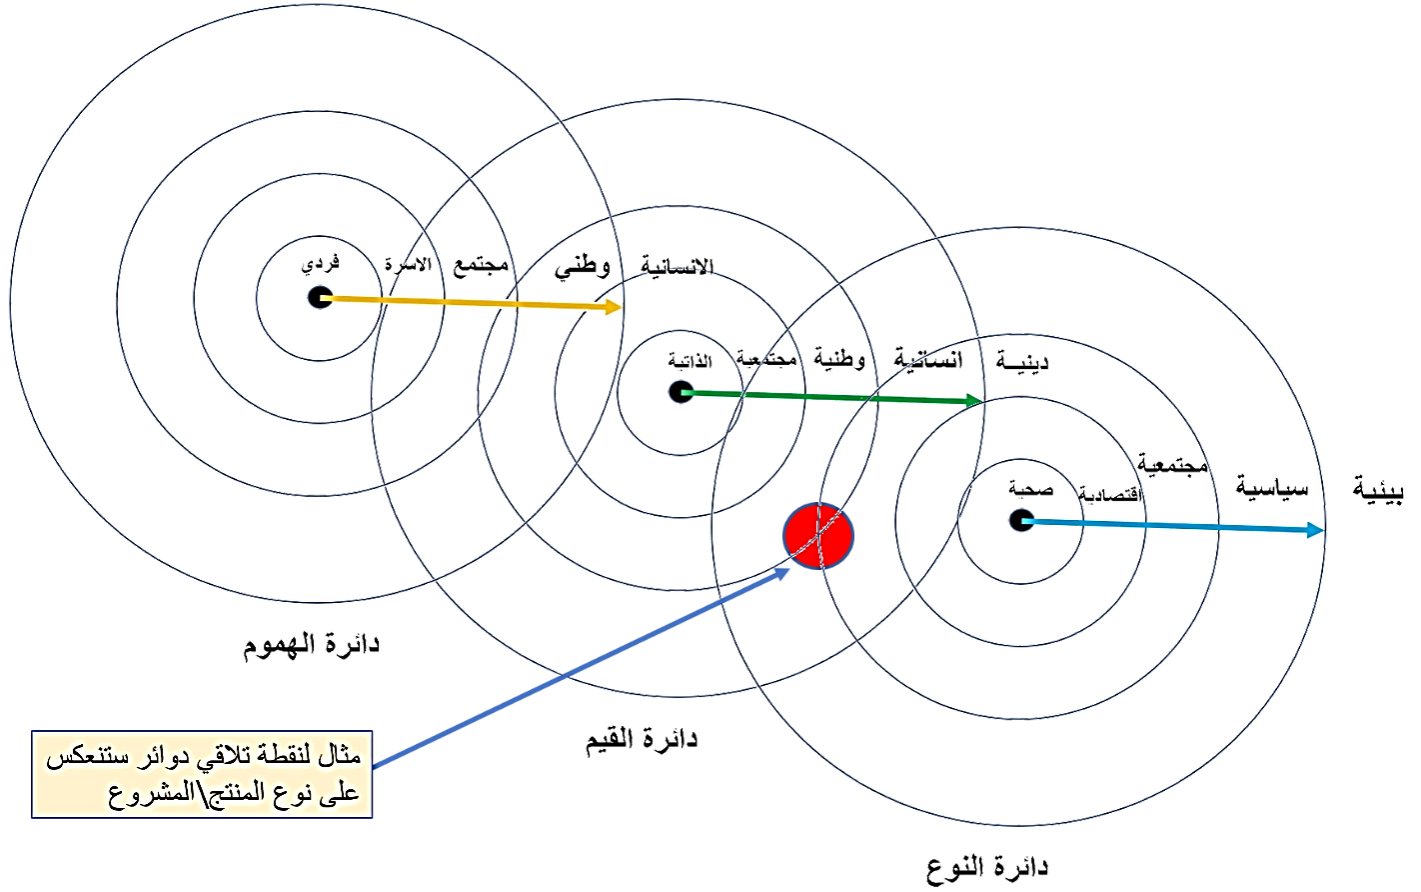 فردي
الاسرة
مجتمع
وطني
الانسانية
الذاتية
مجتمعية
وطنية
انسانية
دينيـة
صحية
اقتصادية
مجتمعية
سياسية
بيئية
دائرة الهموم
دائرة القيم
مثال لنقطة تلاقي دوائر ستنعكس
على نوع المنتج\المشروع
دائرة النوع